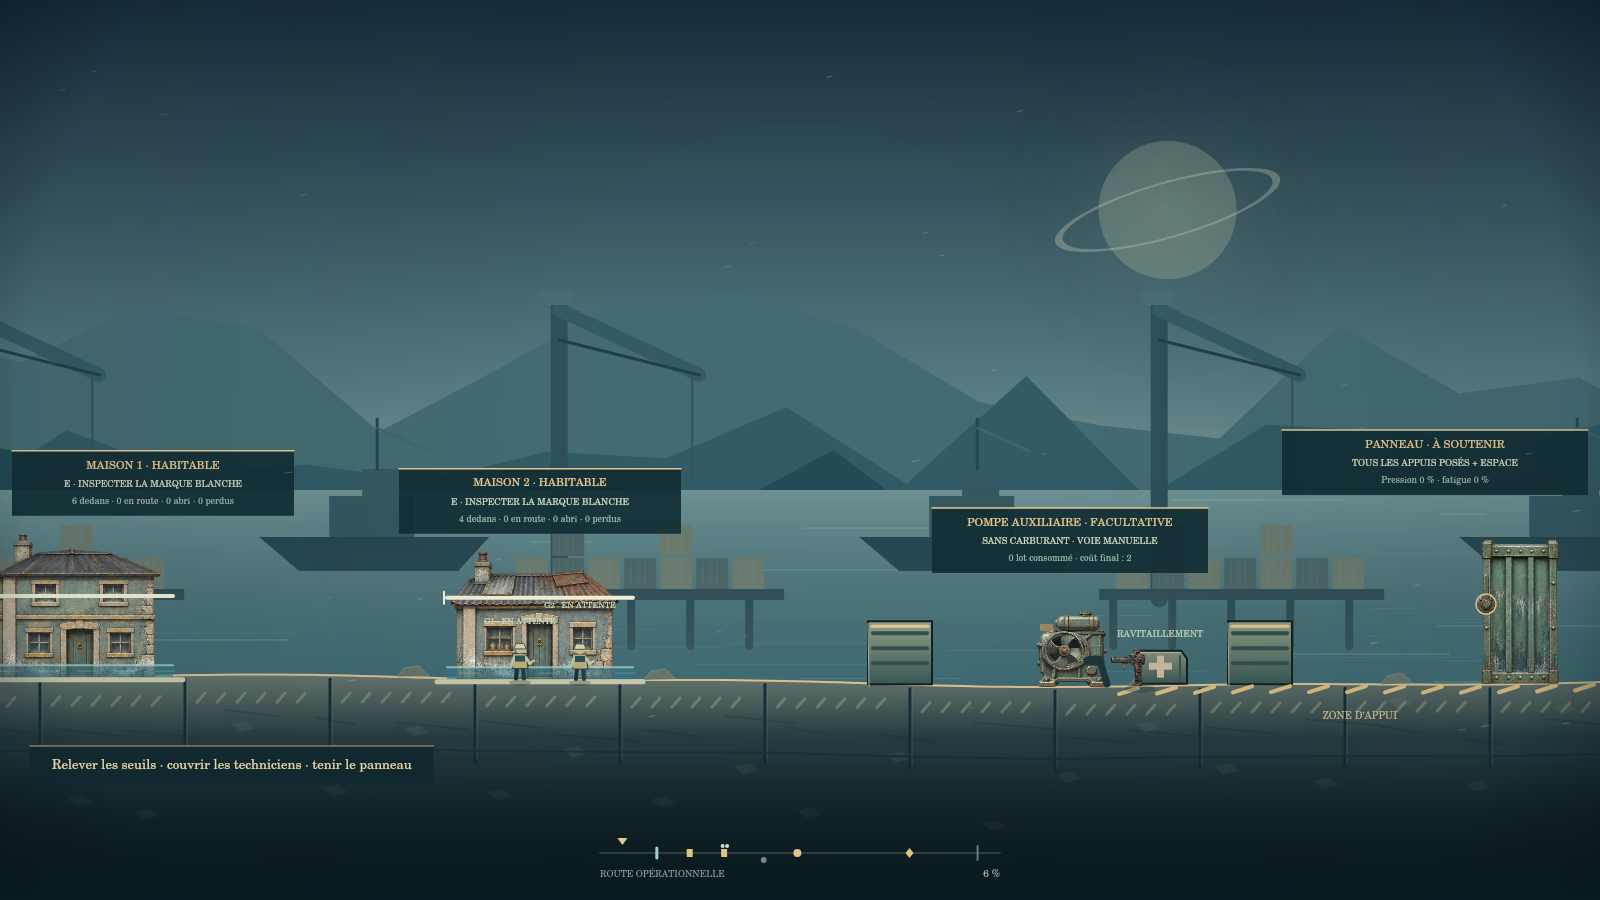 PANNEAU · À SOUTENIR
TOUS LES APPUIS POSÉS + ESPACE
Pression 0 % · fatigue 0 %
MAISON 1 · HABITABLE
E · INSPECTER LA MARQUE BLANCHE
6 dedans · 0 en route · 0 abri · 0 perdus
MAISON 2 · HABITABLE
E · INSPECTER LA MARQUE BLANCHE
4 dedans · 0 en route · 0 abri · 0 perdus
POMPE AUXILIAIRE · FACULTATIVE
SANS CARBURANT · VOIE MANUELLE
0 lot consommé · coût final : 2
G2 · EN ATTENTE
G1 · EN ATTENTE
RAVITAILLEMENT
ZONE D'APPUI
Relever les seuils · couvrir les techniciens · tenir le panneau
ROUTE OPÉRATIONNELLE
6 %